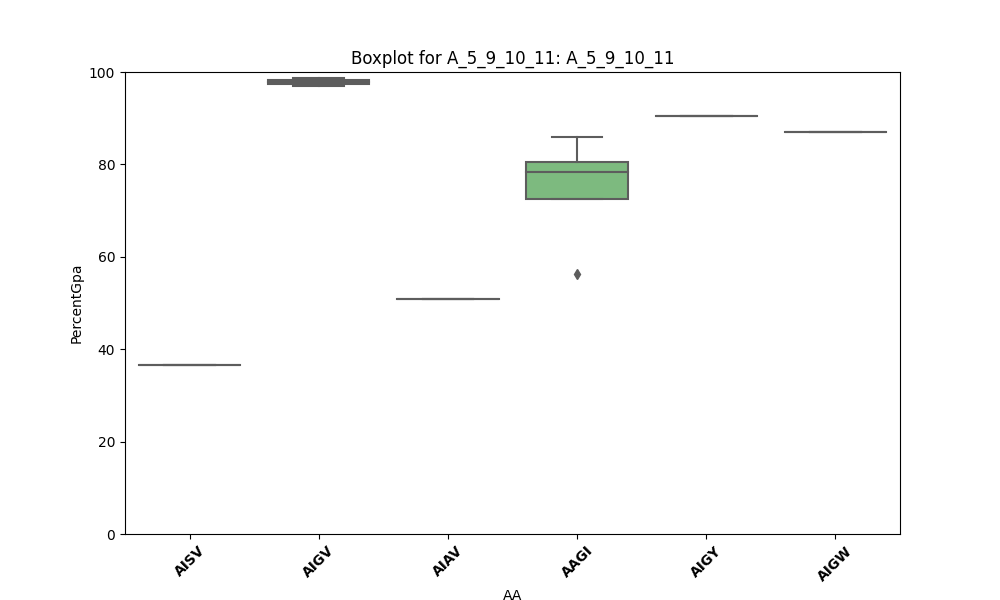 Boxplot for A_5_9_10_11: A_5_9_10_11
100
80
60
40
20
0
PercentGpa
AISV
AIGV
AIAV
AAGI
AIGY
AIGW
AA